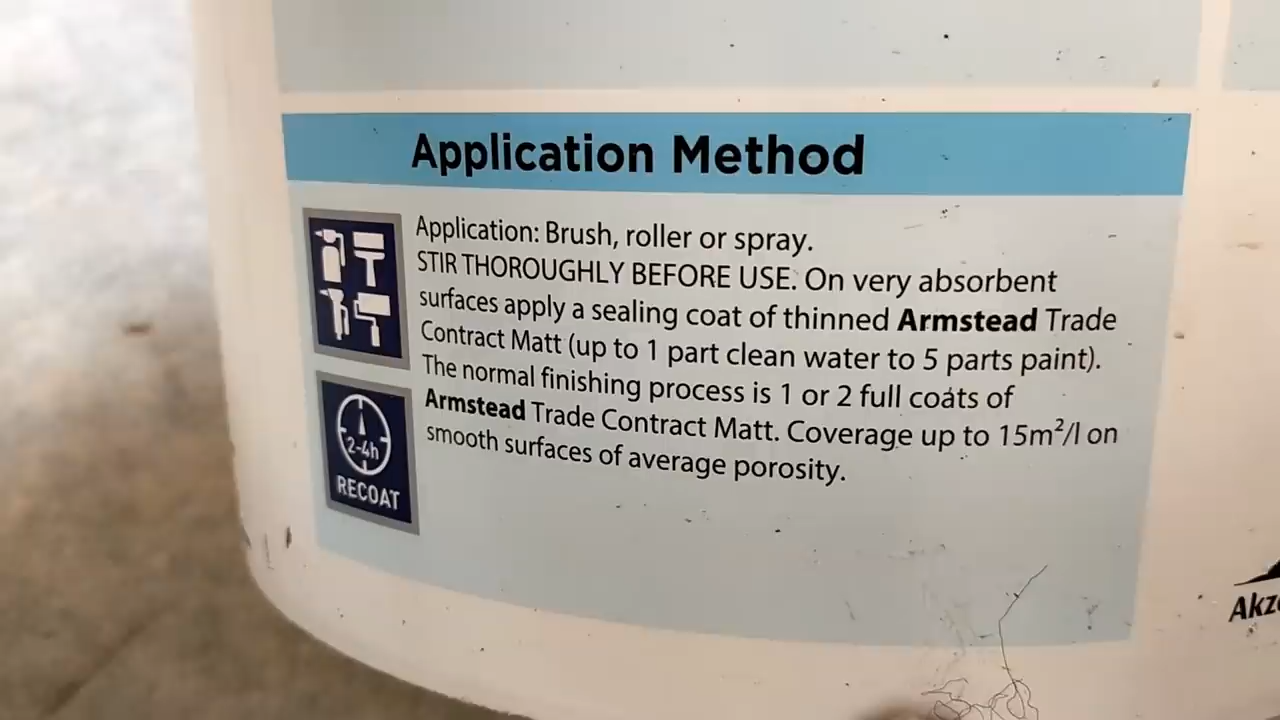 Application Method
Application: Brush, roller or spray.
STIR THOROUGHLY BEFORE USE. On very absorbent
surfaces apply a sealing coat of thinned Armstead Trade
Contract Matt (up to 1 part clean water to 5 parts paint).
The normal finishing process is 1 or 2 full coats of
Armstead Trade Contract Matt. Coverage up to 15m²/l on
smooth surfaces of average porosity.
2-4h
RECOAT